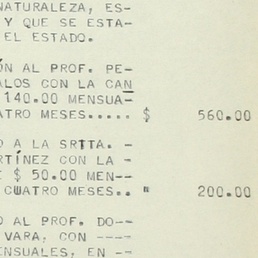 NATURALEZA, ES-
Y QUE SE ESTA-
EL ESTADO.
ÓN AL PROF. PE-
ALOS CON LA CAN
140.00 MENSUA-
ATRO MESES..... $ 560.00
O A LA SRTTA. -
RTÍNEZ CON LA -
E $ 50.00 MEN--
CUATRO MESES.. " 200.00
O AL PROF. DO--
VARA, CON ----
ENSUALES, EN --